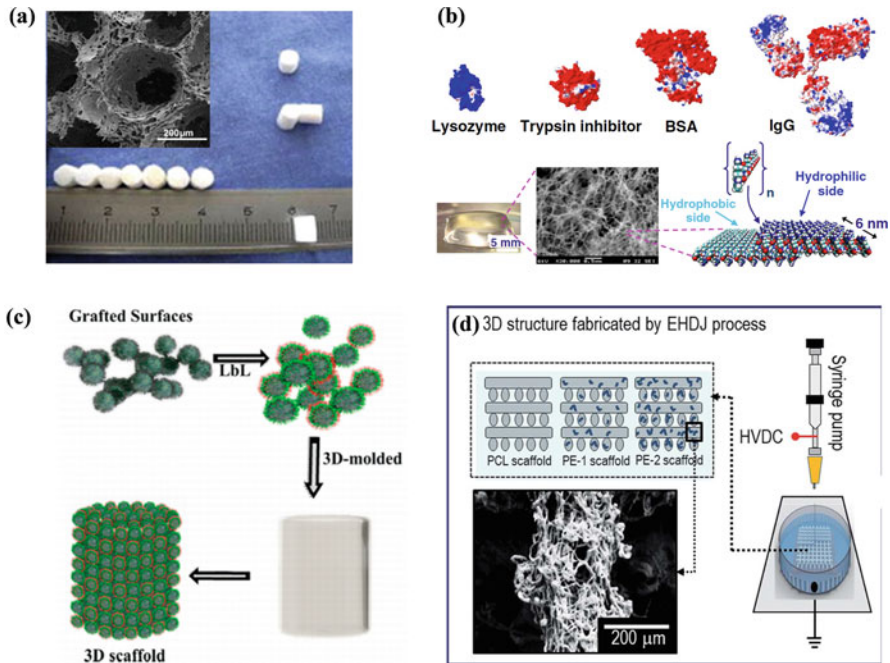 (a)
200μm
1 2 3 4 5 6 7
(b)
Lysozyme
Trypsin inhibitor
BSA
IgG
n
Hydrophobic
side
Hydrophilic
side
6 nm
5 mm
(c)
Grafted Surfaces
LbL
3D-molded
3D scaffold
(d) 3D structure fabricated by EHDJ process
PCL scaffold
PE-1 scaffold
PE-2 scaffold
200 μm
Syringe
pump
HVDC